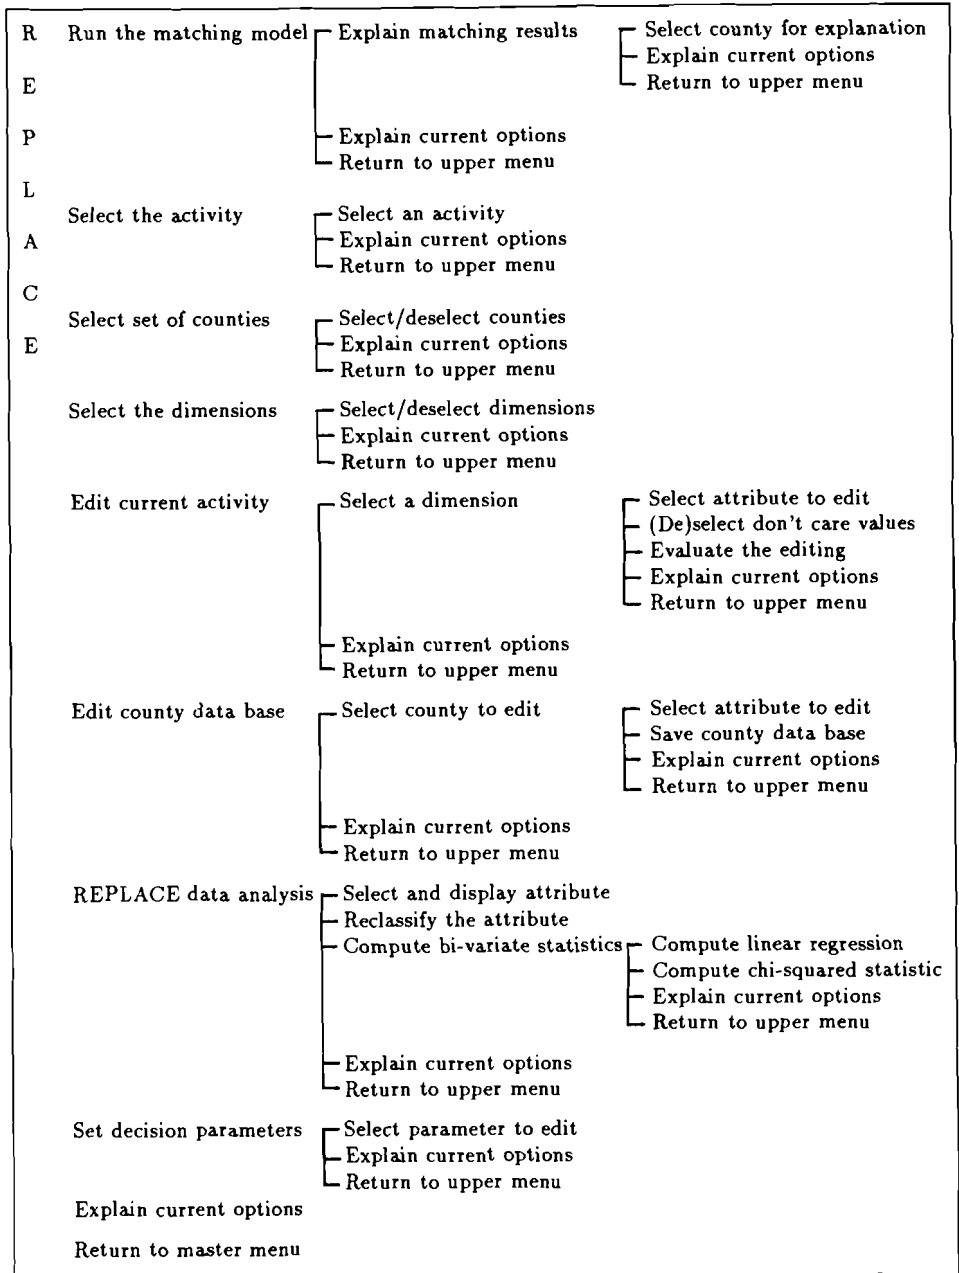 R Run the matching model Explain matching results Select county for explanation
Explain current options
E Return to upper menu
P Explain current options
Return to upper menu
L
Select the activity Select an activity
A Explain current options
Return to upper menu
C
Select set of counties Select/deselect counties
E Explain current options
Return to upper menu
Select the dimensions Select/deselect dimensions
Explain current options
Return to upper menu
Edit current activity Select a dimension Select attribute to edit
(De)select don't care values
Evaluate the editing
Explain current options
Return to upper menu
Explain current options
Return to upper menu
Edit county data base Select county to edit Select attribute to edit
Save county data base
Explain current options
Return to upper menu
Explain current options
Return to upper menu
REPLACE data analysis Select and display attribute
Reclassify the attribute
Compute bi-variate statistics Compute linear regression
Compute chi-squared statistic
Explain current options
Return to upper menu
Explain current options
Return to upper menu
Set decision parameters Select parameter to edit
Explain current options
Return to upper menu
Explain current options
Return to master menu